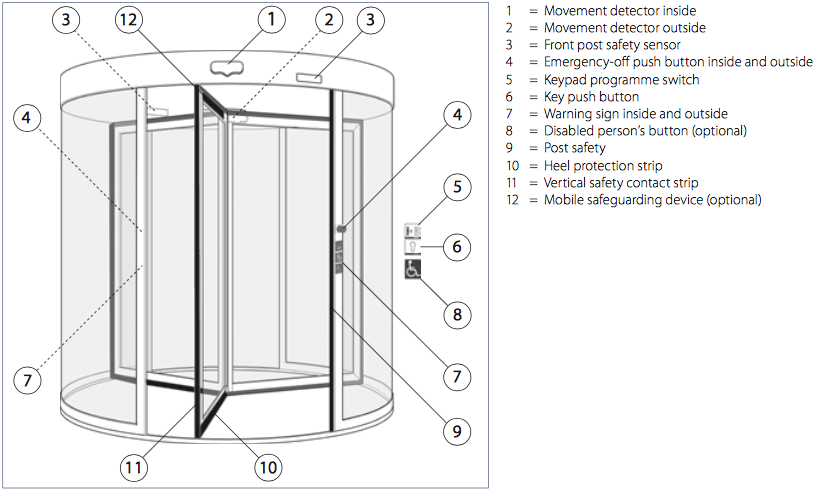 3 12 1 2 3
4 4
5
6
8
7 7
9
11 10
1 = Movement detector inside
2 = Movement detector outside
3 = Front post safety sensor
4 = Emergency-off push button inside and outside
5 = Keypad programme switch
6 = Key push button
7 = Warning sign inside and outside
8 = Disabled person's button (optional)
9 = Post safety
10 = Heel protection strip
11 = Vertical safety contact strip
12 = Mobile safeguarding device (optional)